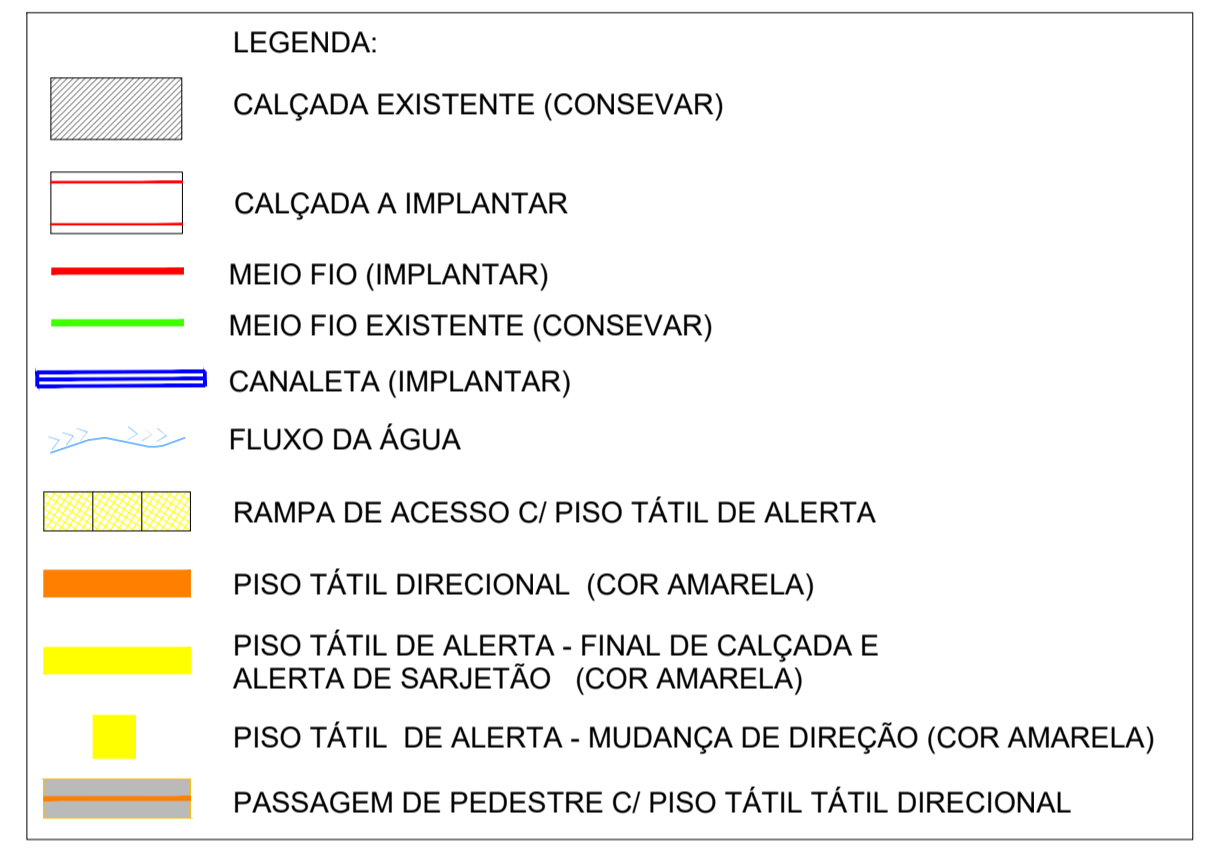 LEGENDA:
CALÇADA EXISTENTE (CONSEVAR)
CALÇADA A IMPLANTAR
MEIO FIO (IMPLANTAR)
MEIO FIO EXISTENTE (CONSEVAR)
CANALETA (IMPLANTAR)
FLUXO DA ÁGUA
RAMPA DE ACESSO C/ PISO TÁTIL DE ALERTA
PISO TÁTIL DIRECIONAL (COR AMARELA)
PISO TÁTIL DE ALERTA - FINAL DE CALÇADA E
ALERTA DE SARJETÃO (COR AMARELA)
PISO TÁTIL DE ALERTA - MUDANÇA DE DIREÇÃO (COR AMARELA)
PASSAGEM DE PEDESTRE C/ PISO TÁTIL TÁTIL DIRECIONAL